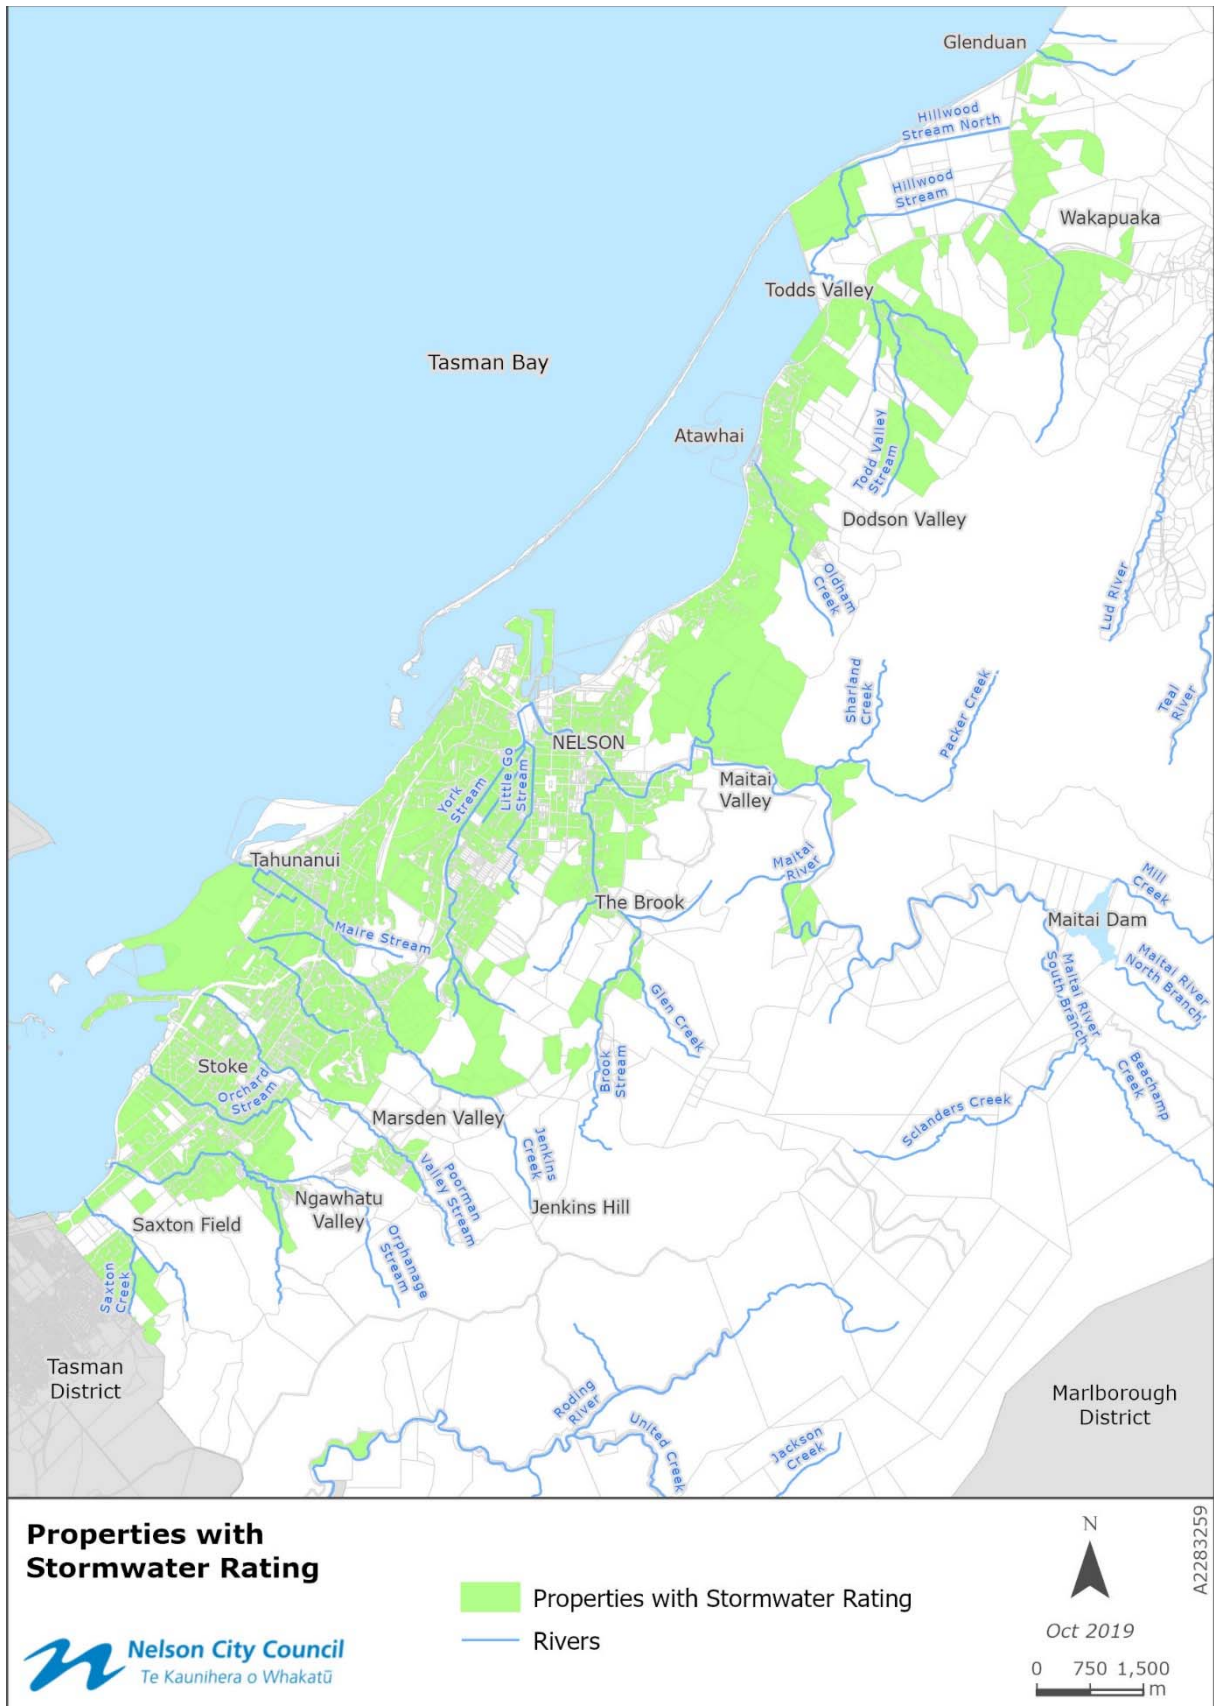 Glenduan
Hillwood
Stream North
Hillwood
Stream
Wakapuaka
Todds Valley
Tasman Bay
Atawhai
Todd Valley
Stream
Dodson Valley
Oldham
Creek
Lud River
Teal
River
Sharland
Creek
Packer Creek
NELSON
Little Go
Stream
York
Stream
Maitai
Valley
Tahunanui
Maitai
River
The Brook
Maire Stream
Mill
Creek
Maitai Dam
Maitai River
North Branch
Maitai River
South Branch
Glen Creek
Brook
Stream
Stoke
Orchard
Stream
Beachamp
Creek
Sclanders Creek
Marsden Valley
Jenkins
Creek
Poorman
Valley Stream
Ngawhatu
Valley
Jenkins Hill
Saxton Field
Orphanage
Stream
Saxton
Creek
Tasman
District
Marlborough
District
Roding
River
United Creek
Jackson
Creek
Properties with
Stormwater Rating
Properties with Stormwater Rating
Rivers
Nelson City Council
Te Kaunihera o Whakatū
N
Oct 2019
0 750 1,500
m
A2283259